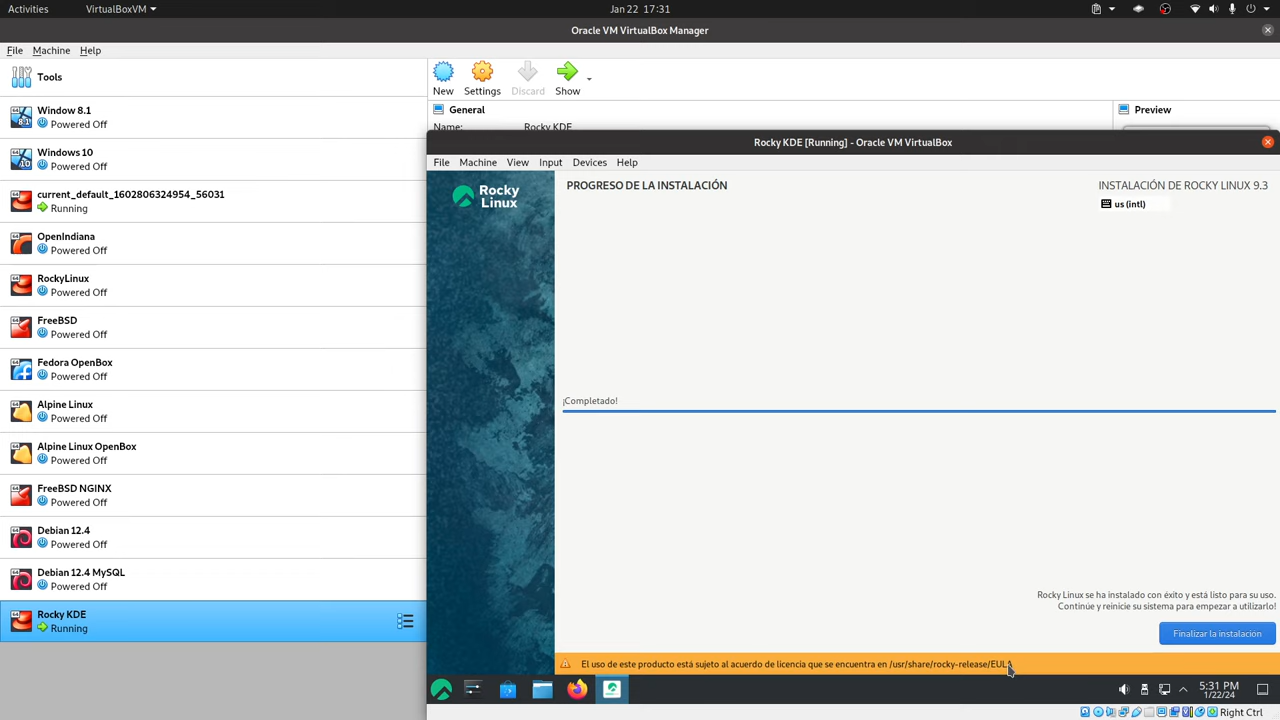 Activities
VirtualBoxVM
Jan 22 17:31
Oracle VM VirtualBox Manager
File Machine Help
Tools
New Settings Discard Show
General
Preview
Name: Rocky KDE
Window 8.1
Powered Off
Windows 10
Powered Off
current_default_1602806324954_56031
Running
OpenIndiana
Powered Off
RockyLinux
Powered Off
FreeBSD
Powered Off
Fedora OpenBox
Powered Off
Alpine Linux
Powered Off
Alpine Linux OpenBox
Powered Off
FreeBSD NGINX
Powered Off
Debian 12.4
Powered Off
Debian 12.4 MySQL
Powered Off
Rocky KDE
Running
Rocky KDE [Running] - Oracle VM VirtualBox
File Machine View Input Devices Help
Rocky
Linux
PROGRESO DE LA INSTALACIÓN
INSTALACIÓN DE ROCKY LINUX 9.3
us (intl)
¡Completado!
Rocky Linux se ha instalado con éxito y está listo para su uso.
Continúe y reinicie su sistema para empezar a utilizarlo!
Finalizar la instalación
El uso de este producto está sujeto al acuerdo de licencia que se encuentra en /usr/share/rocky-release/EULA
5:31 PM
1/22/24
Right Ctrl